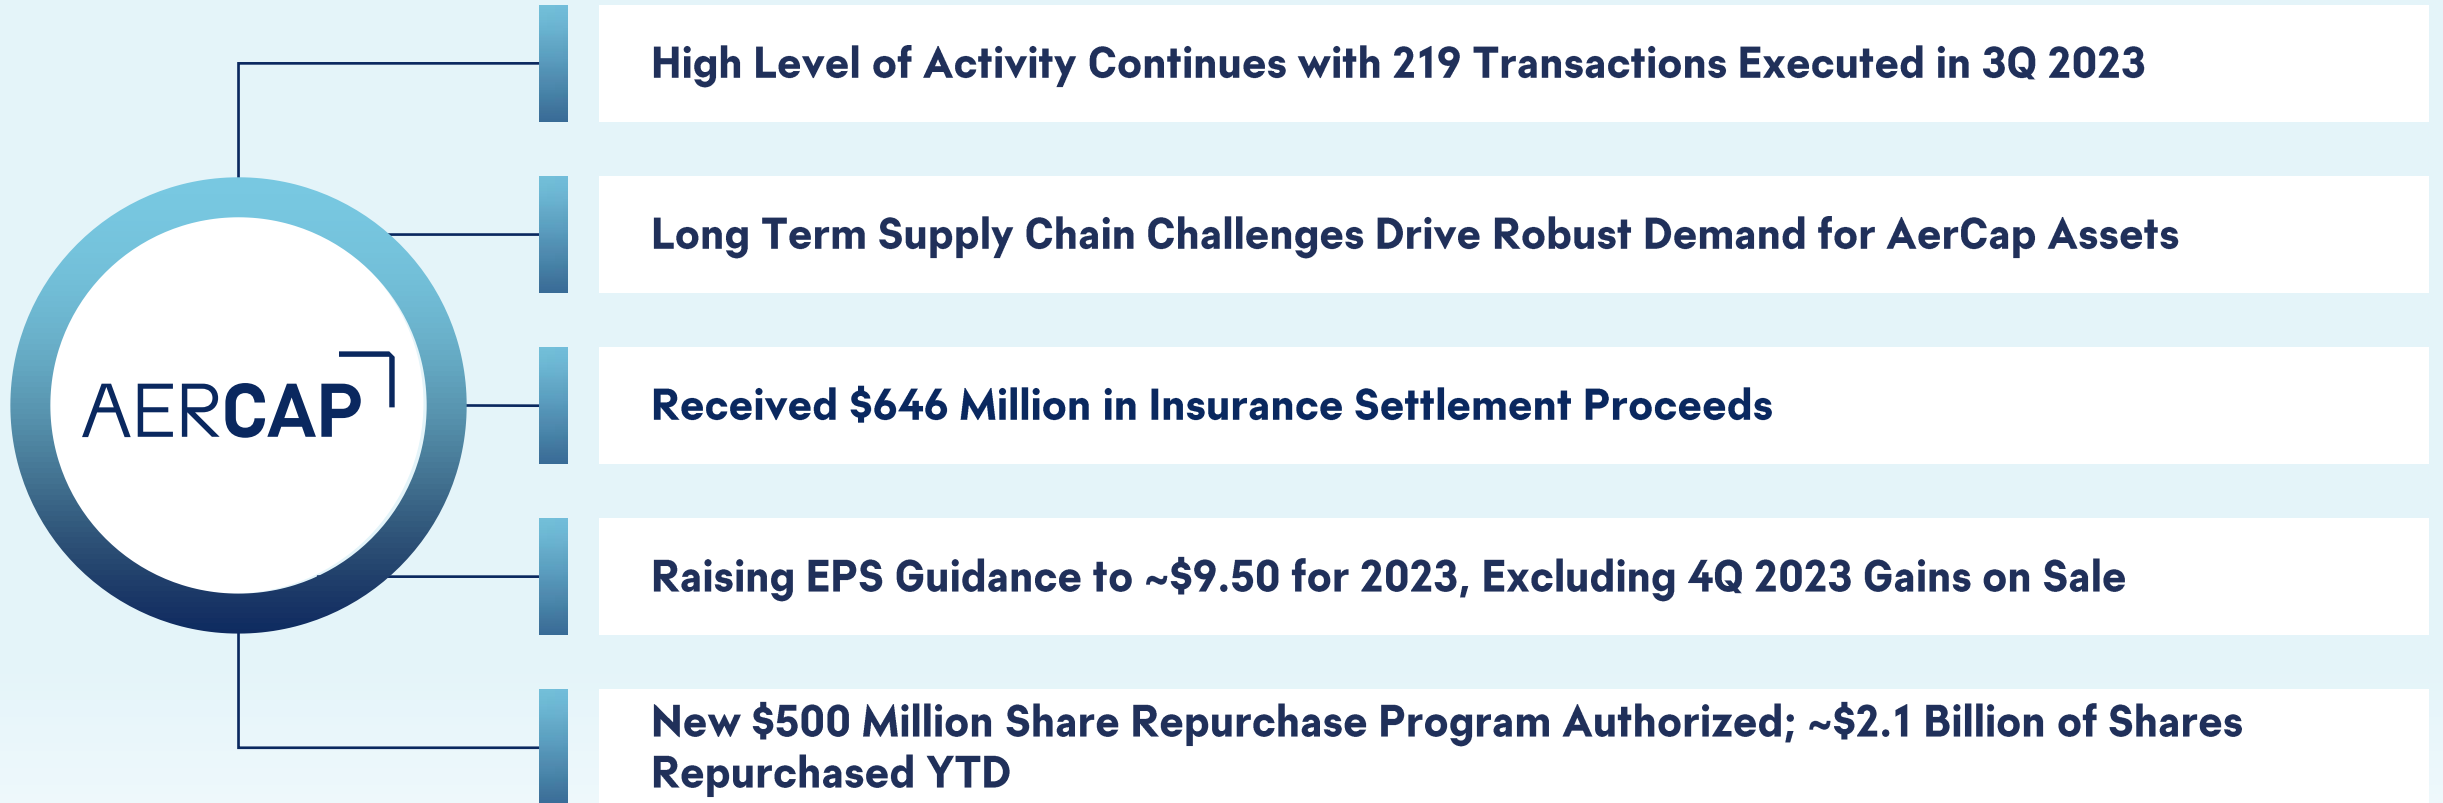 High Level of Activity Continues with 219 Transactions Executed in 3Q 2023
Long Term Supply Chain Challenges Drive Robust Demand for AerCap Assets
AERCAP
Received $646 Million in Insurance Settlement Proceeds
Raising EPS Guidance to ~$9.50 for 2023, Excluding 4Q 2023 Gains on Sale
New $500 Million Share Repurchase Program Authorized; ~$2.1 Billion of Shares
Repurchased YTD